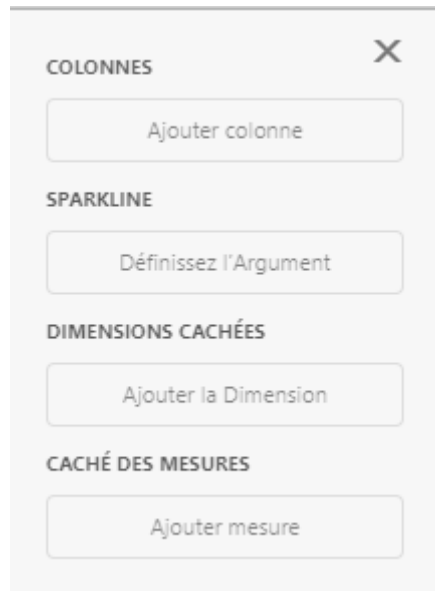 COLONNES
Ajouter colonne
SPARKLINE
Définissez l'Argument
DIMENSIONS CACHÉES
Ajouter la Dimension
CACHÉ DES MESURES
Ajouter mesure